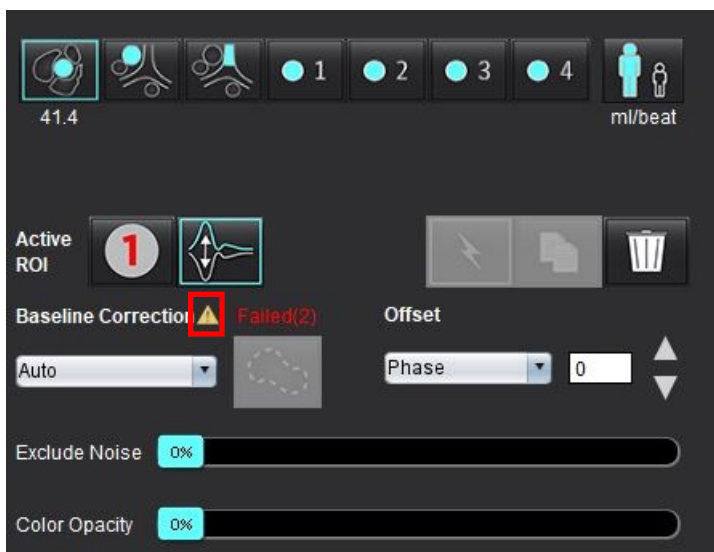 1 2 3 4
41.4 ml/beat
Active
ROI
1
Baseline Correction Failed(2) Offset
Auto Phase 0
Exclude Noise 0%
Color Opacity 0%